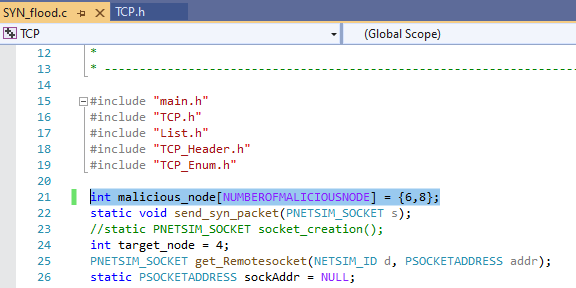 SYN_flood.c
TCP.h
TCP
(Global Scope)
12 *
13 * ----------------------------------------------------------------------
14
15 #include "main.h"
16 #include "TCP.h"
17 #include "List.h"
18 #include "TCP_Header.h"
19 #include "TCP_Enum.h"
20
21 int malicious_node[NUMBEROFMALICIOUSNODE] = {6,8};
22 static void send_syn_packet(PNETSIM_SOCKET s);
23 //static PNETSIM_SOCKET socket_creation();
24 int target_node = 4;
25 PNETSIM_SOCKET get_Remotesocket(NETSIM_ID d, PSOCKETADDRESS addr);
26 static PSOCKETADDRESS sockAddr = NULL;